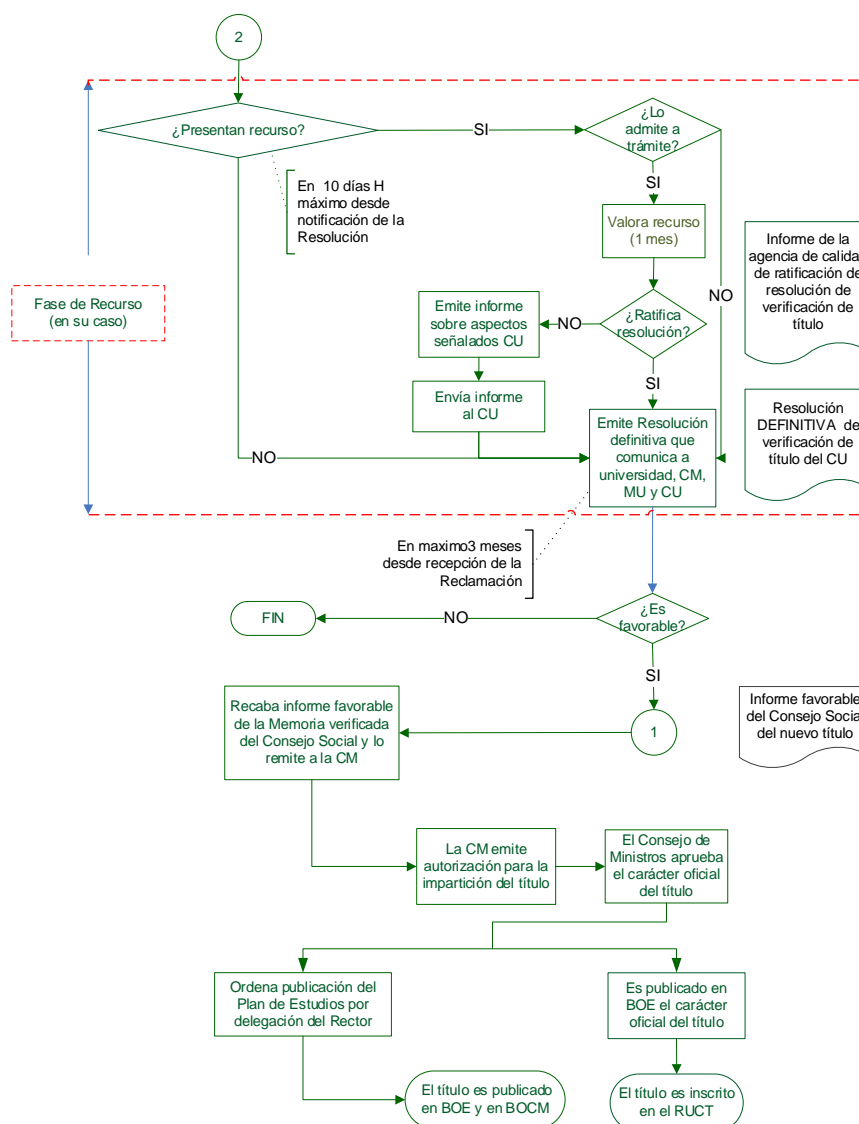 2
¿Presentan recurso?
SI
¿Lo
admite a
trámite?
SI
En 10 días H
máximo desde
notificación de la
Resolución
Valora recurso
(1 mes)
Informe de la
agencia de calidad
de ratificación de
resolución de
verificación de
título
Fase de Recurso
(en su caso)
NO
Emite informe
sobre aspectos
señalados CU
NO
¿Ratifica
resolución?
SI
Envía informe
al CU
Resolución
DEFINITIVA de
verificación de
título del CU
Emite Resolución
definitiva que
comunica a
universidad, CM,
MU y CU
NO
En maximo3 meses
desde recepción de la
Reclamación
¿Es
favorable?
NO
FIN
SI
Recaba informe favorable
de la Memoria verificada
del Consejo Social y lo
remite a la CM
1
Informe favorable
del Consejo Social
del nuevo título
La CM emite
autorización para la
impartición del título
El Consejo de
Ministros aprueba
el carácter oficial
del título
Ordena publicación del
Plan de Estudios por
delegación del Rector
Es publicado en
BOE el carácter
oficial del título
El título es publicado
en BOE y en BOCM
El título es inscrito
en el RUCT